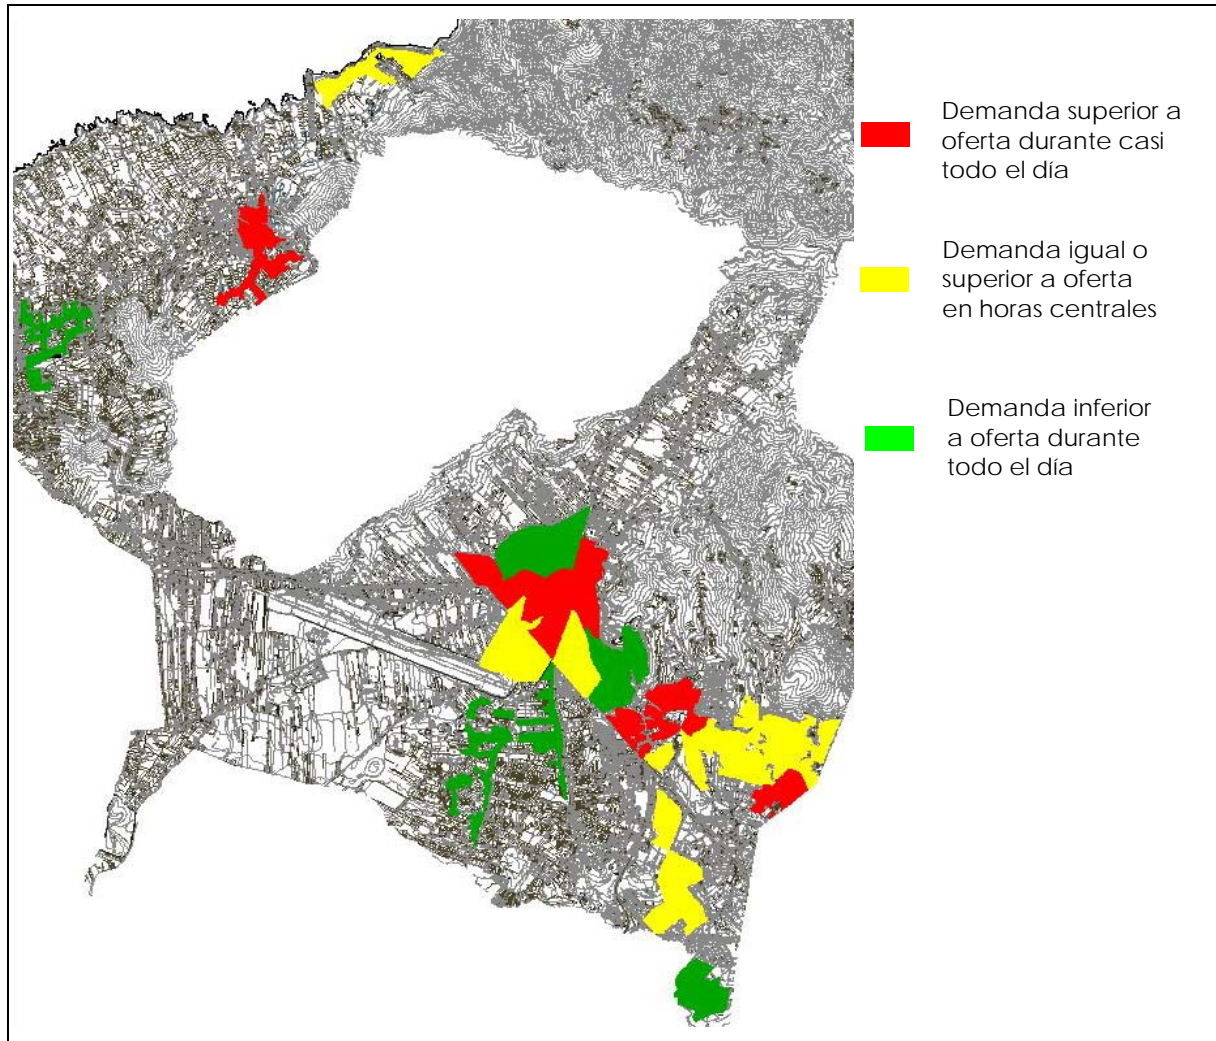 Demanda superior a
oferta durante casi
todo el día
Demanda igual o
superior a oferta
en horas centrales
Demanda inferior
a oferta durante
todo el día